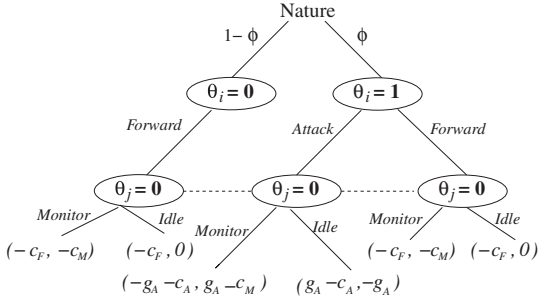 Nature
1− ϕ ϕ
θi = 0 θi = 1
Forward Attack Forward
θj = 0 θj = 0 θj = 0
Monitor Idle Monitor Idle Monitor Idle
(− cF , −cM) (−cF , 0) (− cF , −cM) (−cF , 0)
(−gA −cA , gA −cM ) (gA −cA , −gA )